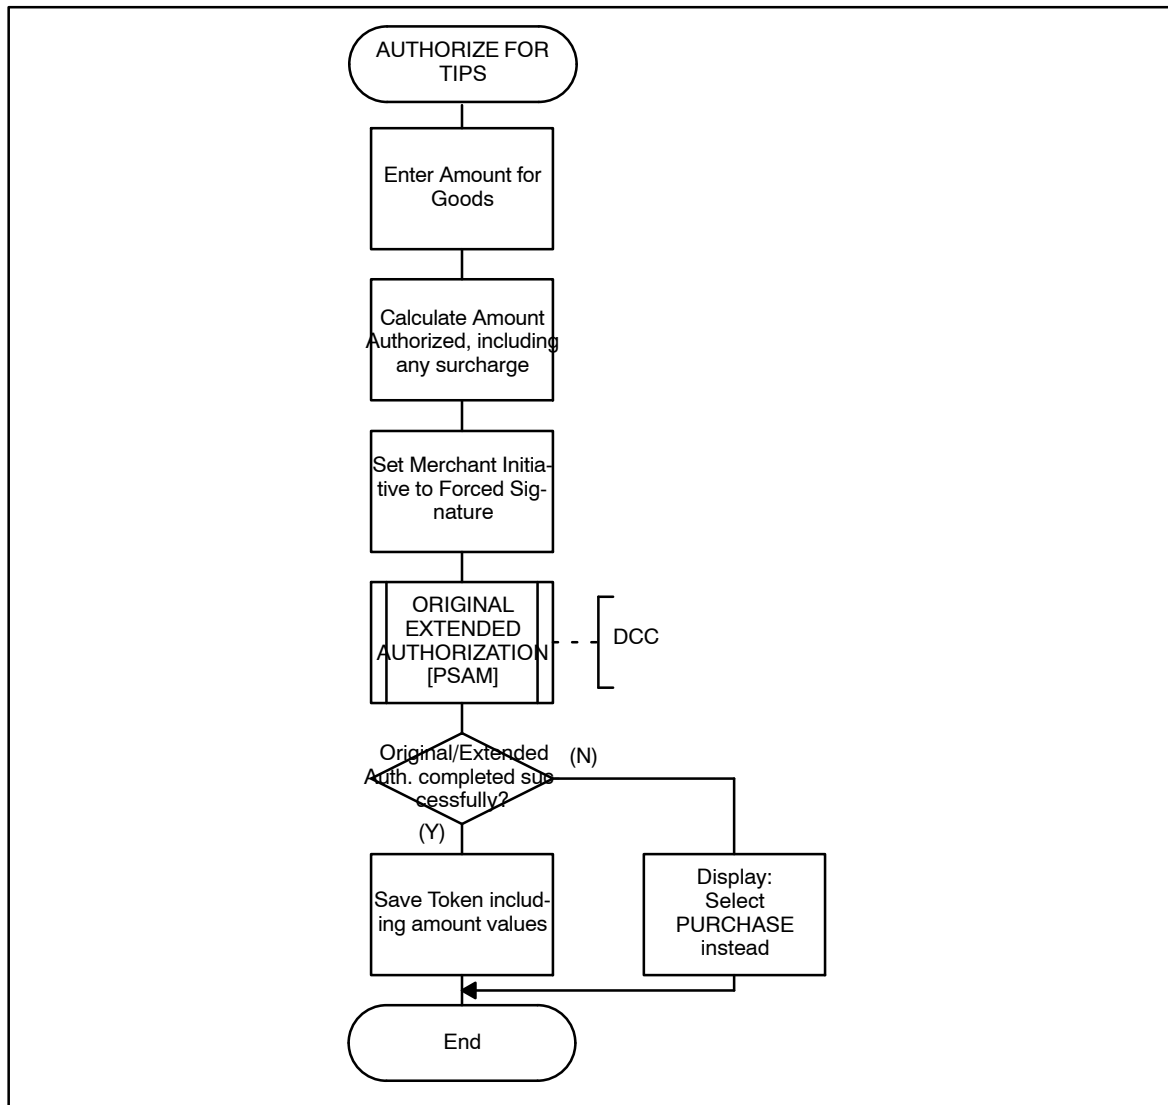 AUTHORIZE FOR
TIPS
Enter Amount for
Goods
Calculate Amount
Authorized, including
any surcharge
Set Merchant Initia-
tive to Forced Sig-
nature
ORIGINAL
EXTENDED
AUTHORIZATION
[PSAM]
DCC
Original/Extended
Auth. completed suc-
cessfully?
(N)
(Y)
Save Token includ-
ing amount values
Display:
Select
PURCHASE
instead
End